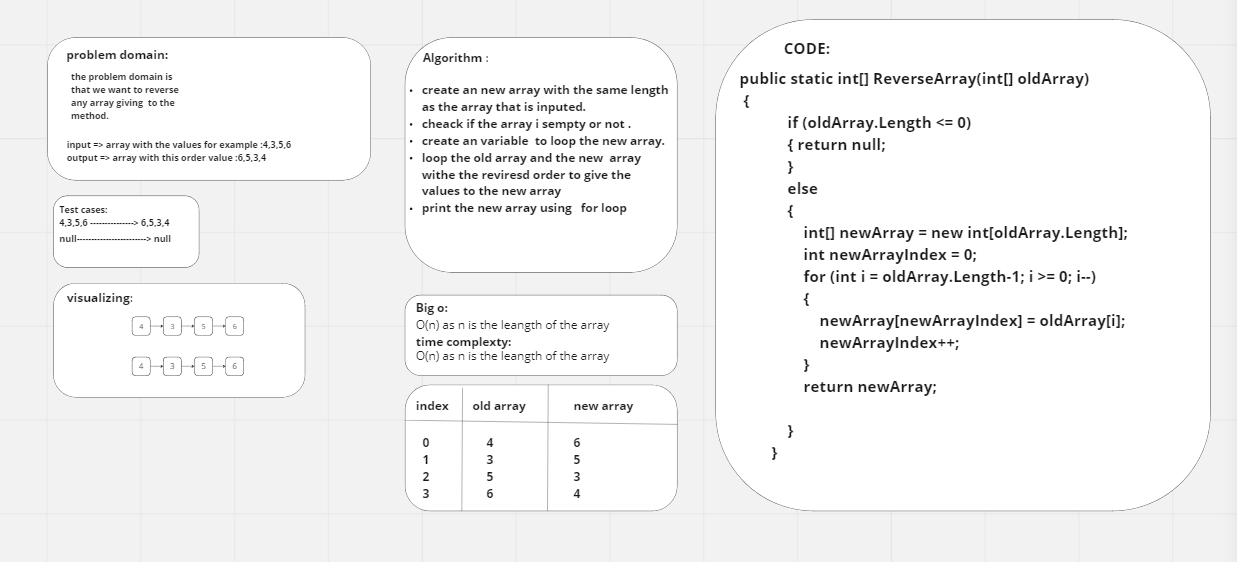 problem domain:
the problem domain is
that we want to reverse
any array giving  to the
method.
input => array with the values for example :4,3,5,6
output => array with this order value :6,5,3,4
Test cases:
4,3,5,6 ---------------> 6,5,3,4
null------------------------> null
visualizing:
4 3 5 6
4 3 5 6
Algorithm :
• create an new array with the same length
as the array that is inputed.
• cheack if the array i sempty or not .
• create an variable  to loop the new array.
• loop the old array and the new  array
withe the reviresd order to give the
values to the new array
• print the new array using  for loop
Big o:
O(n) as n is the leangth of the array
time complexty:
O(n) as n is the leangth of the array
index old array new array
0 4 6
1 3 5
2 5 3
3 6 4
CODE:
public static int[] ReverseArray(int[] oldArray)
{
if (oldArray.Length <= 0)
{ return null;
}
else
{
int[] newArray = new int[oldArray.Length];
int newArrayIndex = 0;
for (int i = oldArray.Length-1; i >= 0; i--)
{
newArray[newArrayIndex] = oldArray[i];
newArrayIndex++;
}
return newArray;
}
}